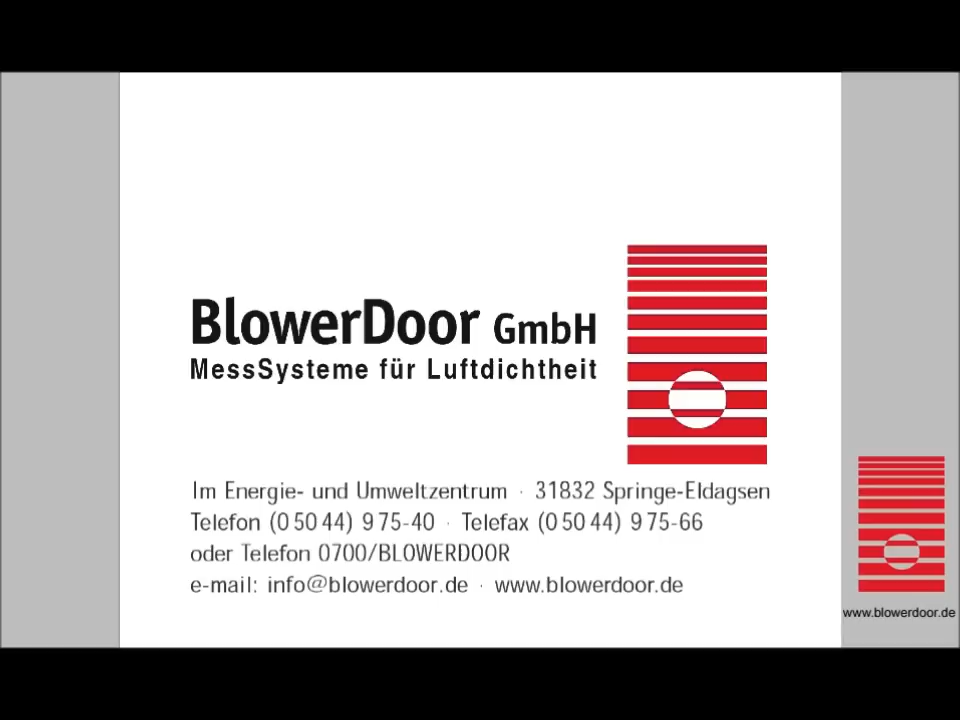 BlowerDoor GmbH
MessSysteme für Luftdichtheit
Im Energie- und Umweltzentrum · 31832 Springe-Eldagsen
Telefon (0 50 44) 9 75-40 · Telefax (0 50 44) 9 75-66
oder Telefon 0700/BLOWERDOOR
e-mail: info@blowerdoor.de · www.blowerdoor.de
www.blowerdoor.de